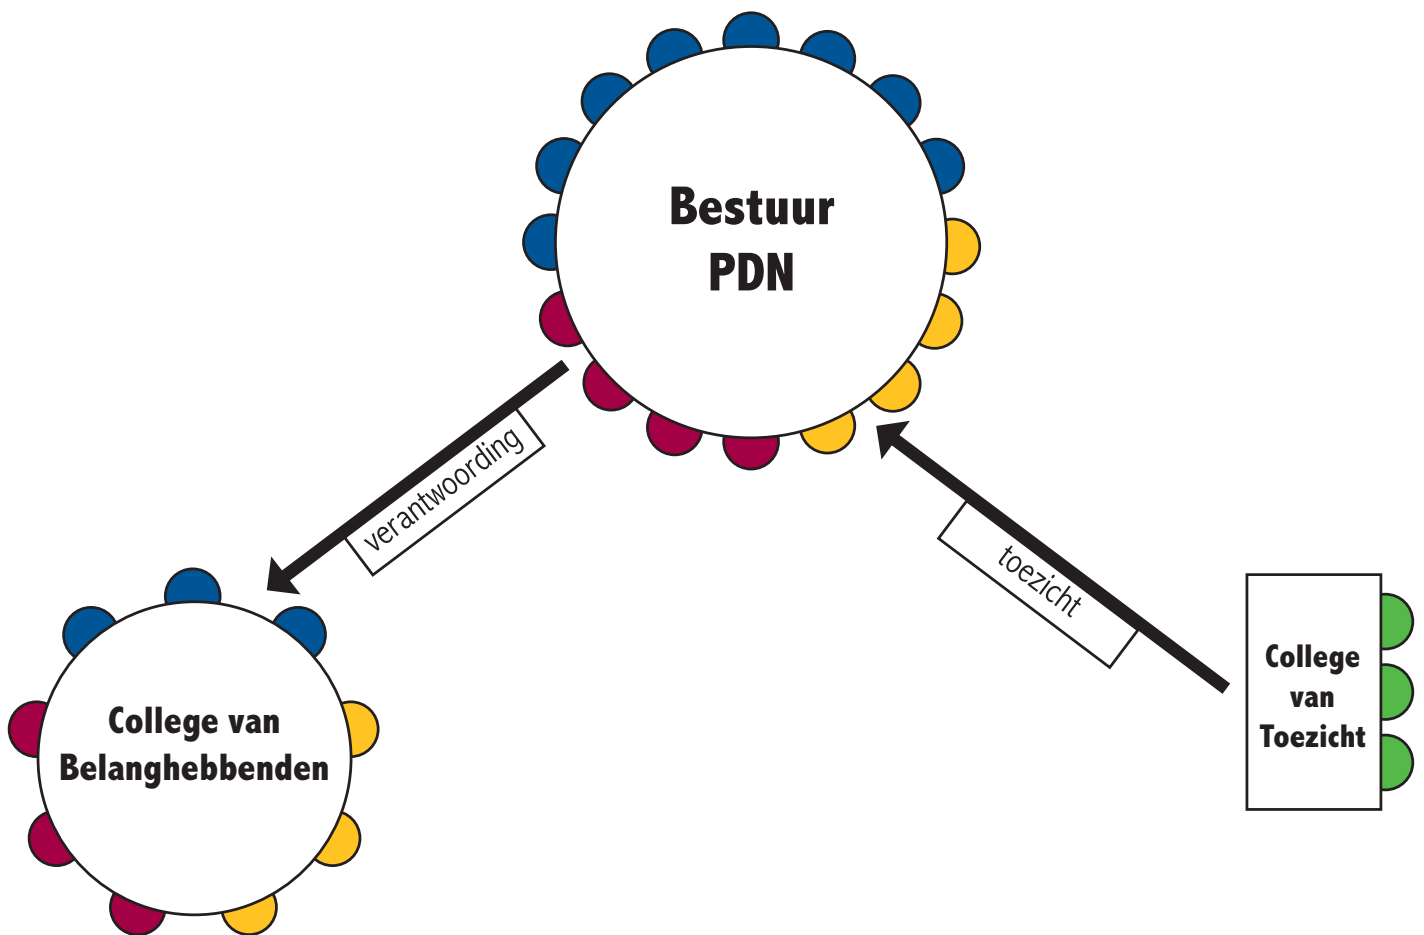 Bestuur
PDN
verantwoording
toezicht
College van
Belanghebbenden
College
van
Toezicht